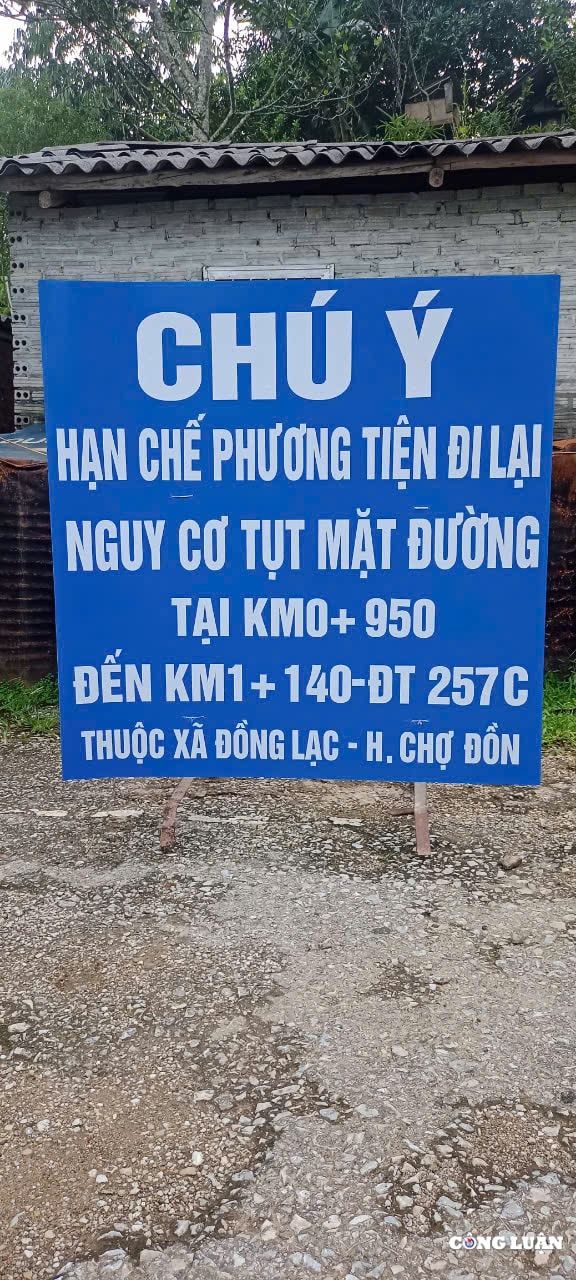 CHÚ Ý
HẠN CHẾ PHƯƠNG TIỆN ĐI LẠI
NGUY CƠ TỤT MẶT ĐƯỜNG
TẠI KM0+ 950
ĐẾN KM1+ 140-ĐT 257C
THUỘC XÃ ĐỒNG LẠC - H. CHỢ ĐỒN
CÔNG LUẬN